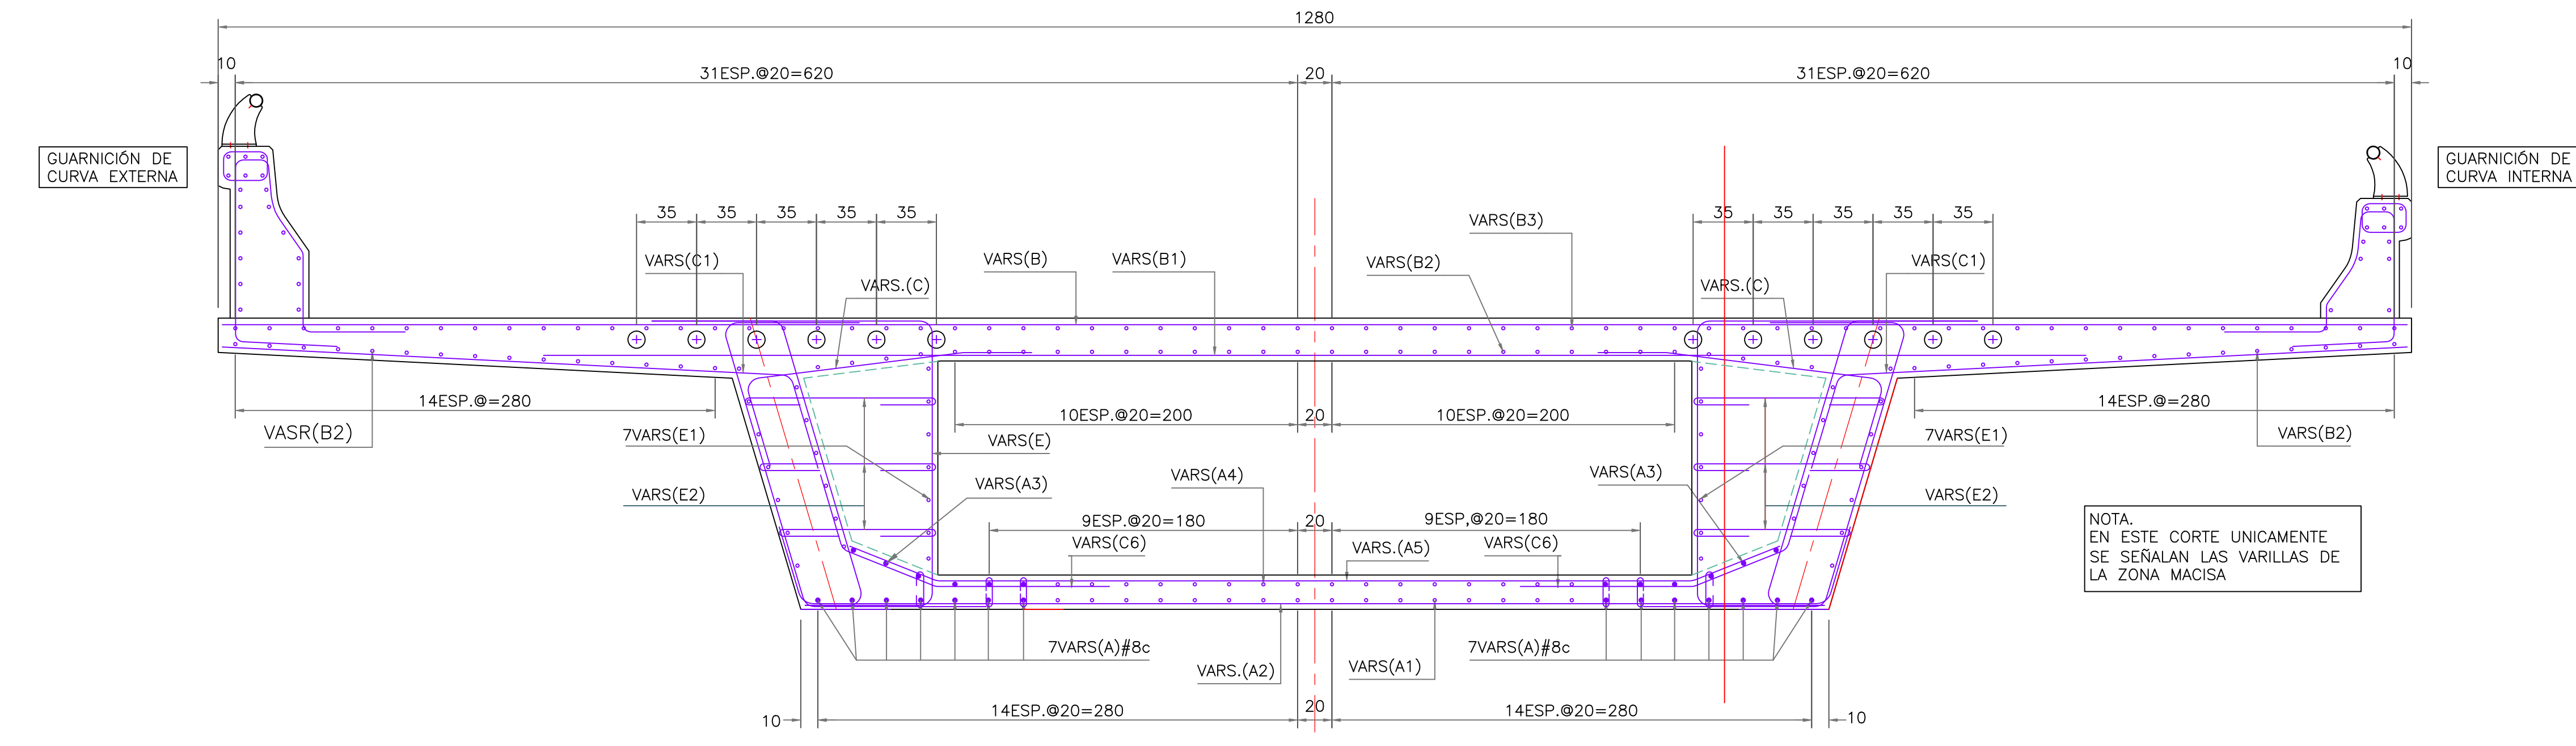 1280
10
31ESP.@20=620
20
31ESP.@20=620
10
GUARNICIÓN DE
CURVA EXTERNA
GUARNICIÓN DE
CURVA INTERNA
35
35
35
35
35
35
35
35
35
35
VARS(B3)
VARS(C1)
VARS(B)
VARS(B1)
VARS(B2)
VARS(C1)
VARS.(C)
VARS.(C)
14ESP.@=280
10ESP.@20=200
20
10ESP.@20=200
14ESP.@=280
VASR(B2)
7VARS(E1)
VARS(E)
7VARS(E1)
VARS(B2)
VARS(E2)
VARS(A3)
VARS(A4)
VARS(A3)
VARS(E2)
9ESP.@20=180
20
9ESP,@20=180
VARS(C6)
VARS.(A5)
VARS(C6)
NOTA.
EN ESTE CORTE UNICAMENTE
SE SEÑALAN LAS VARILLAS DE
LA ZONA MACISA
7VARS(A)#8c
VARS.(A2)
VARS(A1)
7VARS(A)#8c
10
14ESP.@20=280
20
14ESP.@20=280
10